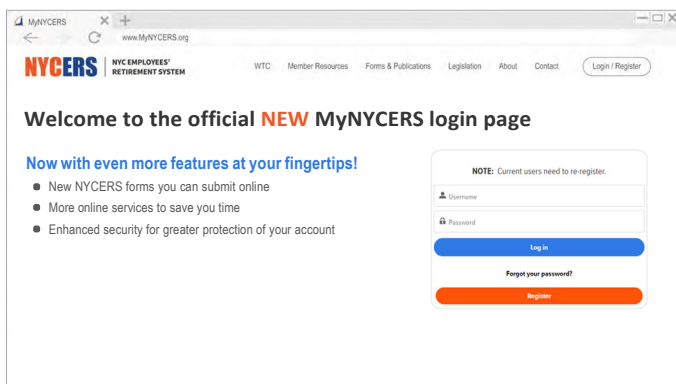 MyNYCERS
www.MyNYCERS.org
NYCERS NYC EMPLOYEES' RETIREMENT SYSTEM
WTC Member Resources Forms & Publications Legislation About Contact Login / Register
Welcome to the official NEW MyNYCERS login page
Now with even more features at your fingertips!
New NYCERS forms you can submit online
More online services to save you time
Enhanced security for greater protection of your account
NOTE: Current users need to re-register.
Username
Password
Log in
Forgot your password?
Register